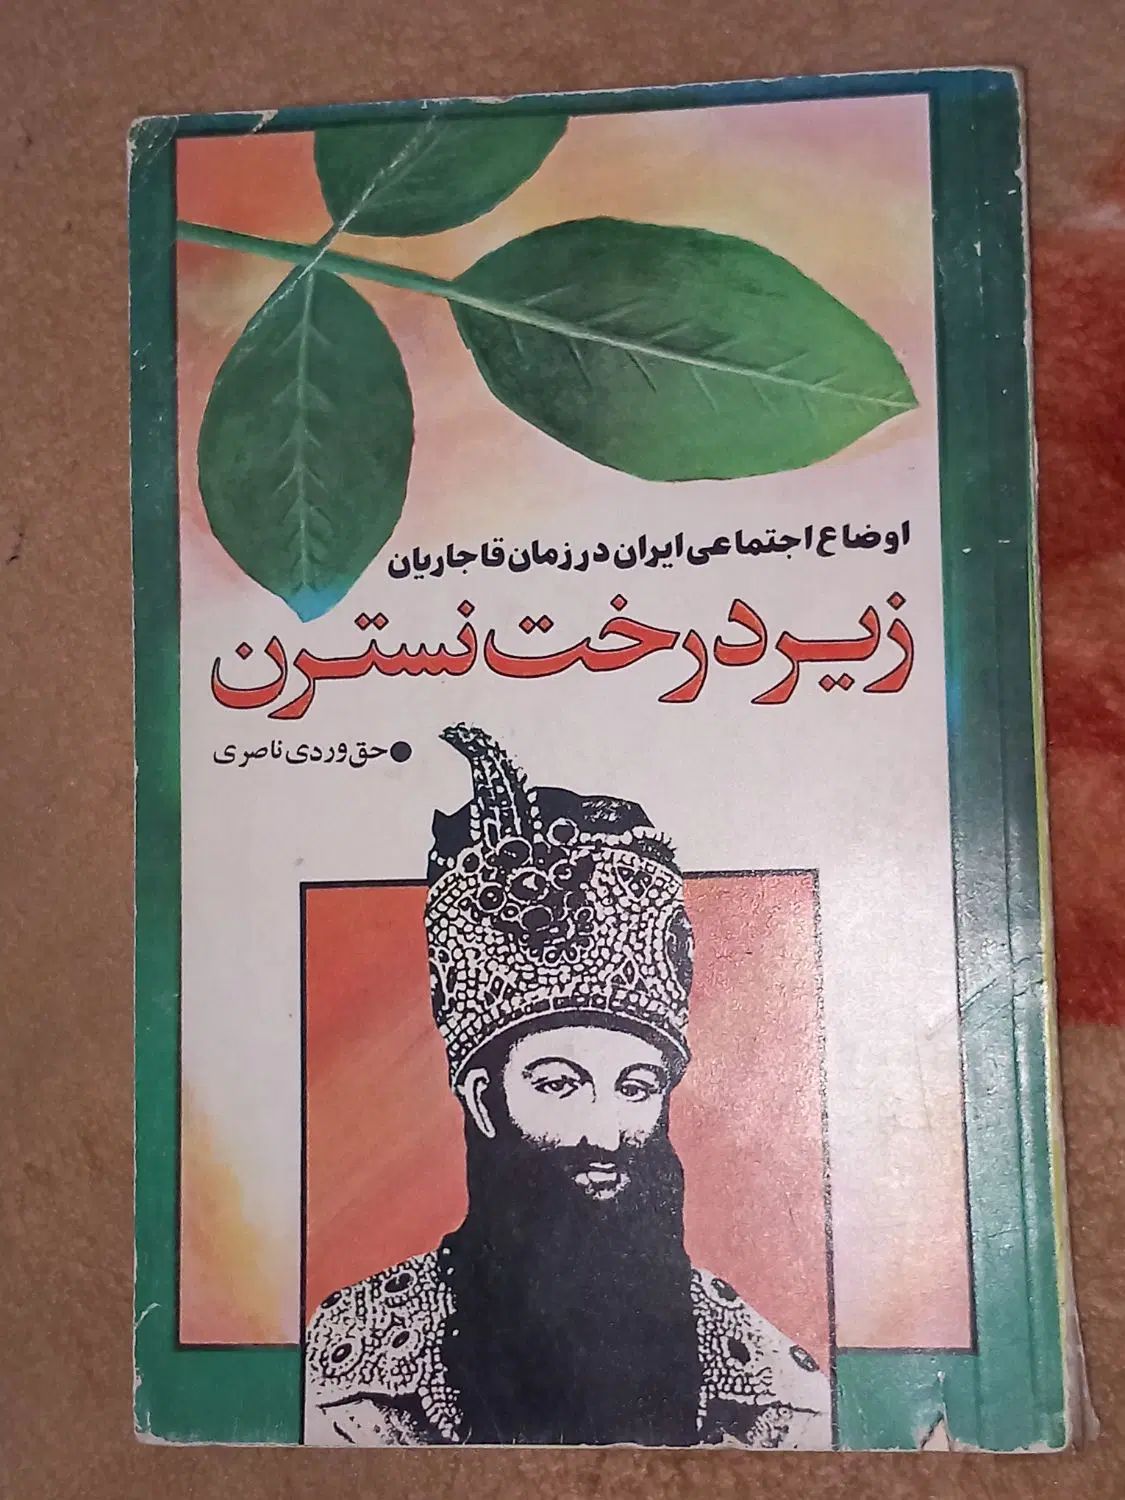 اوضاع اجتماعی ایران در زمان قاجاریان
زیر درخت نسترن
● حق وردی ناصری